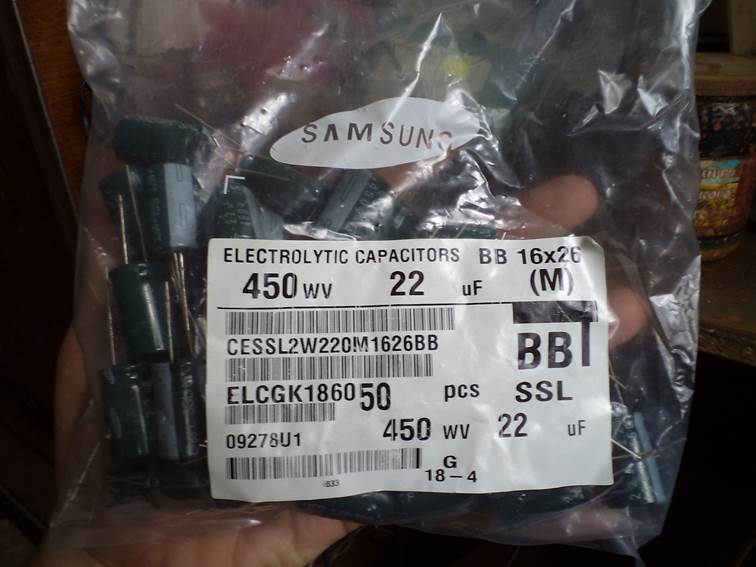 SAMSUNG
ELECTROLYTIC CAPACITORS BB 16x26
450 WV 22 uF (M)
CESSL2W220M1626BB
BB
ELCGK1860 50 pcs SSL
09278U1 450 WV 22 uF
G
18-4